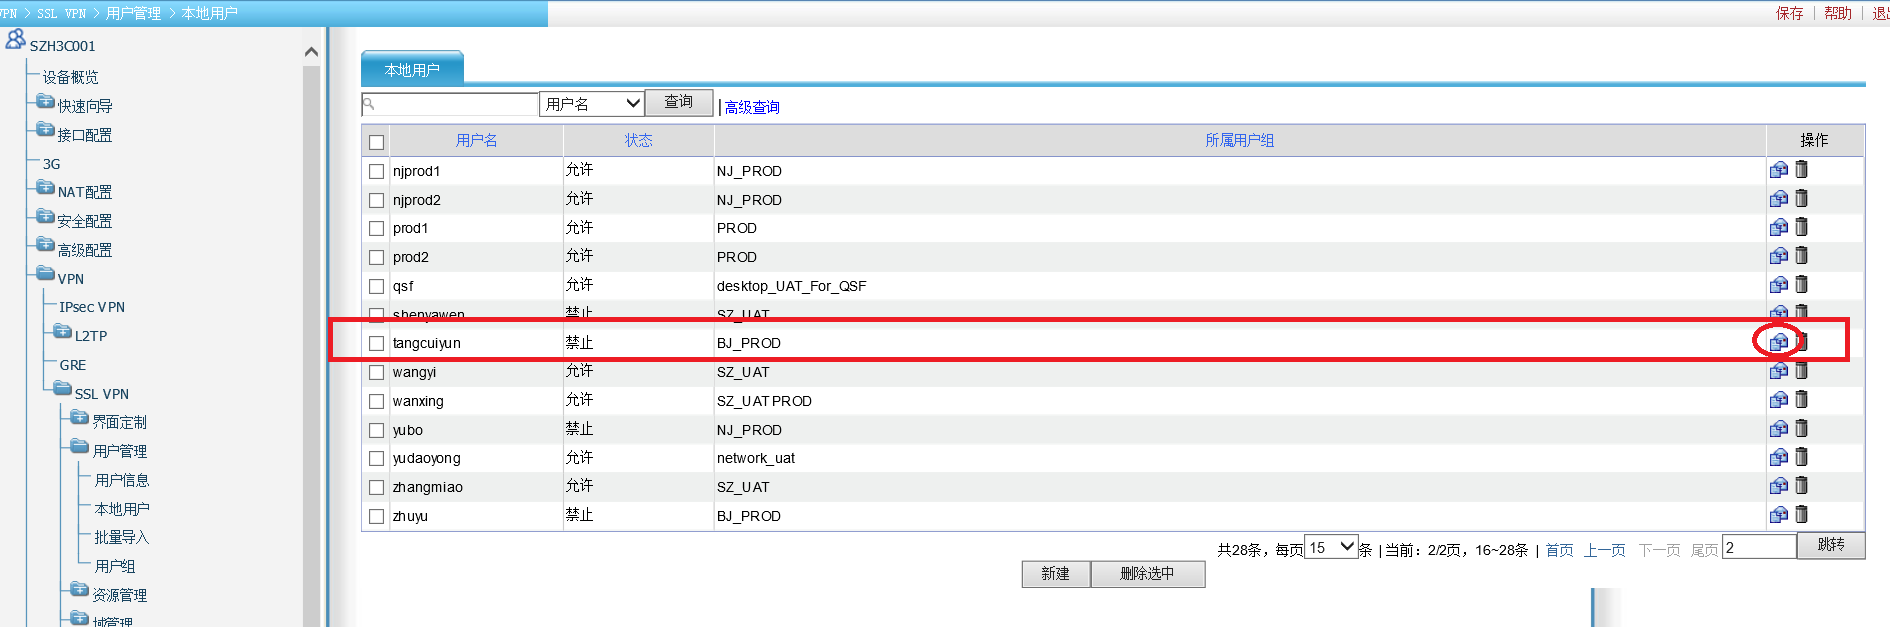 VPN > SSL VPN > 用户管理 > 本地用户
保存 | 帮助 |
SZH3C001
设备概览
快速向导
接口配置
3G
NAT配置
安全配置
高级配置
VPN
IPsec VPN
L2TP
GRE
SSL VPN
界面定制
用户管理
用户信息
本地用户
批量导入
用户组
资源管理
域管理
本地用户
用户名 查询 |高级查询
用户名 状态 所属用户组 操作
njprod1 允许 NJ_PROD
njprod2 允许 NJ_PROD
prod1 允许 PROD
prod2 允许 PROD
qsf 允许 desktop_UAT_For_QSF
shenyawen 禁止 SZ_UAT
tangcuiyun 禁止 BJ_PROD
wangyi 允许 SZ_UAT
wanxing 允许 SZ_UATPROD
yubo 禁止 NJ_PROD
yudaoyong 允许 network_uat
zhangmiao 允许 SZ_UAT
zhuyu 禁止 BJ_PROD
共28条，每页 15 条 | 当前：2/2页，16~28条 | 首页 上一页 下一页 尾页 2 跳转
新建 删除选中